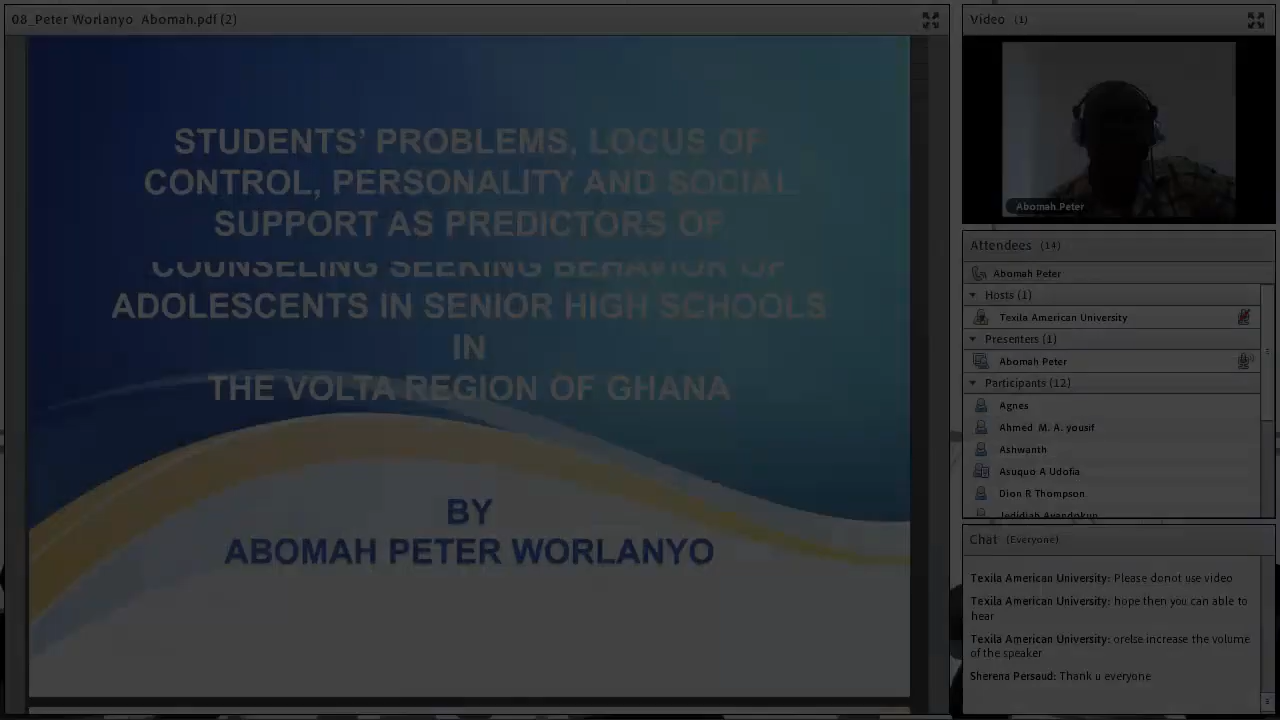 08_Peter Worlanyo Abomah.pdf (2)
STUDENTS’ PROBLEMS, LOCUS OF
CONTROL, PERSONALITY AND SOCIAL
SUPPORT AS PREDICTORS OF
COUNSELING SEEKING BEHAVIOR OF
ADOLESCENTS IN SENIOR HIGH SCHOOLS
IN
THE VOLTA REGION OF GHANA
BY
ABOMAH PETER WORLANYO
Video (1)
Abomah Peter
Attendees (14)
Abomah Peter
Hosts (1)
Texila American University
Presenters (1)
Abomah Peter
Participants (12)
Agnes
Ahmed M. A. yousif
Ashwanth
Asuquo A Udofia
Dion R Thompson
Chat (Everyone)
Texila American University: Please donot use video
Texila American University: hope then you can able to
hear
Texila American University: orelse increase the volume
of the speaker
Sherena Persaud: Thank u everyone